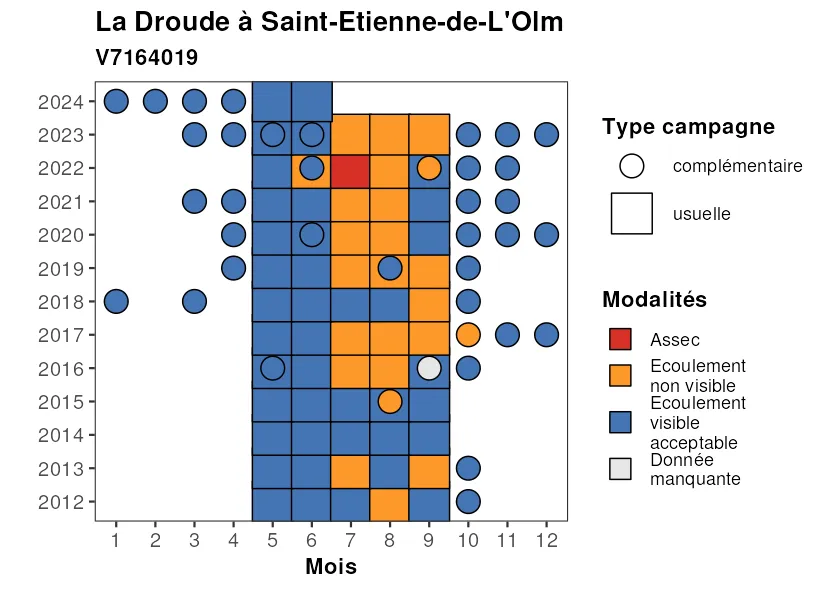 La Droude à Saint-Etienne-de-L'Olm
V7164019
2024
2023
2022
2021
2020
2019
2018
2017
2016
2015
2014
2013
2012
1 2 3 4 5 6 7 8 9 10 11 12
Mois
Type campagne
complémentaire
usuelle
Modalités
Assec
Ecoulement
non visible
Ecoulement
visible
acceptable
Donnée
manquante